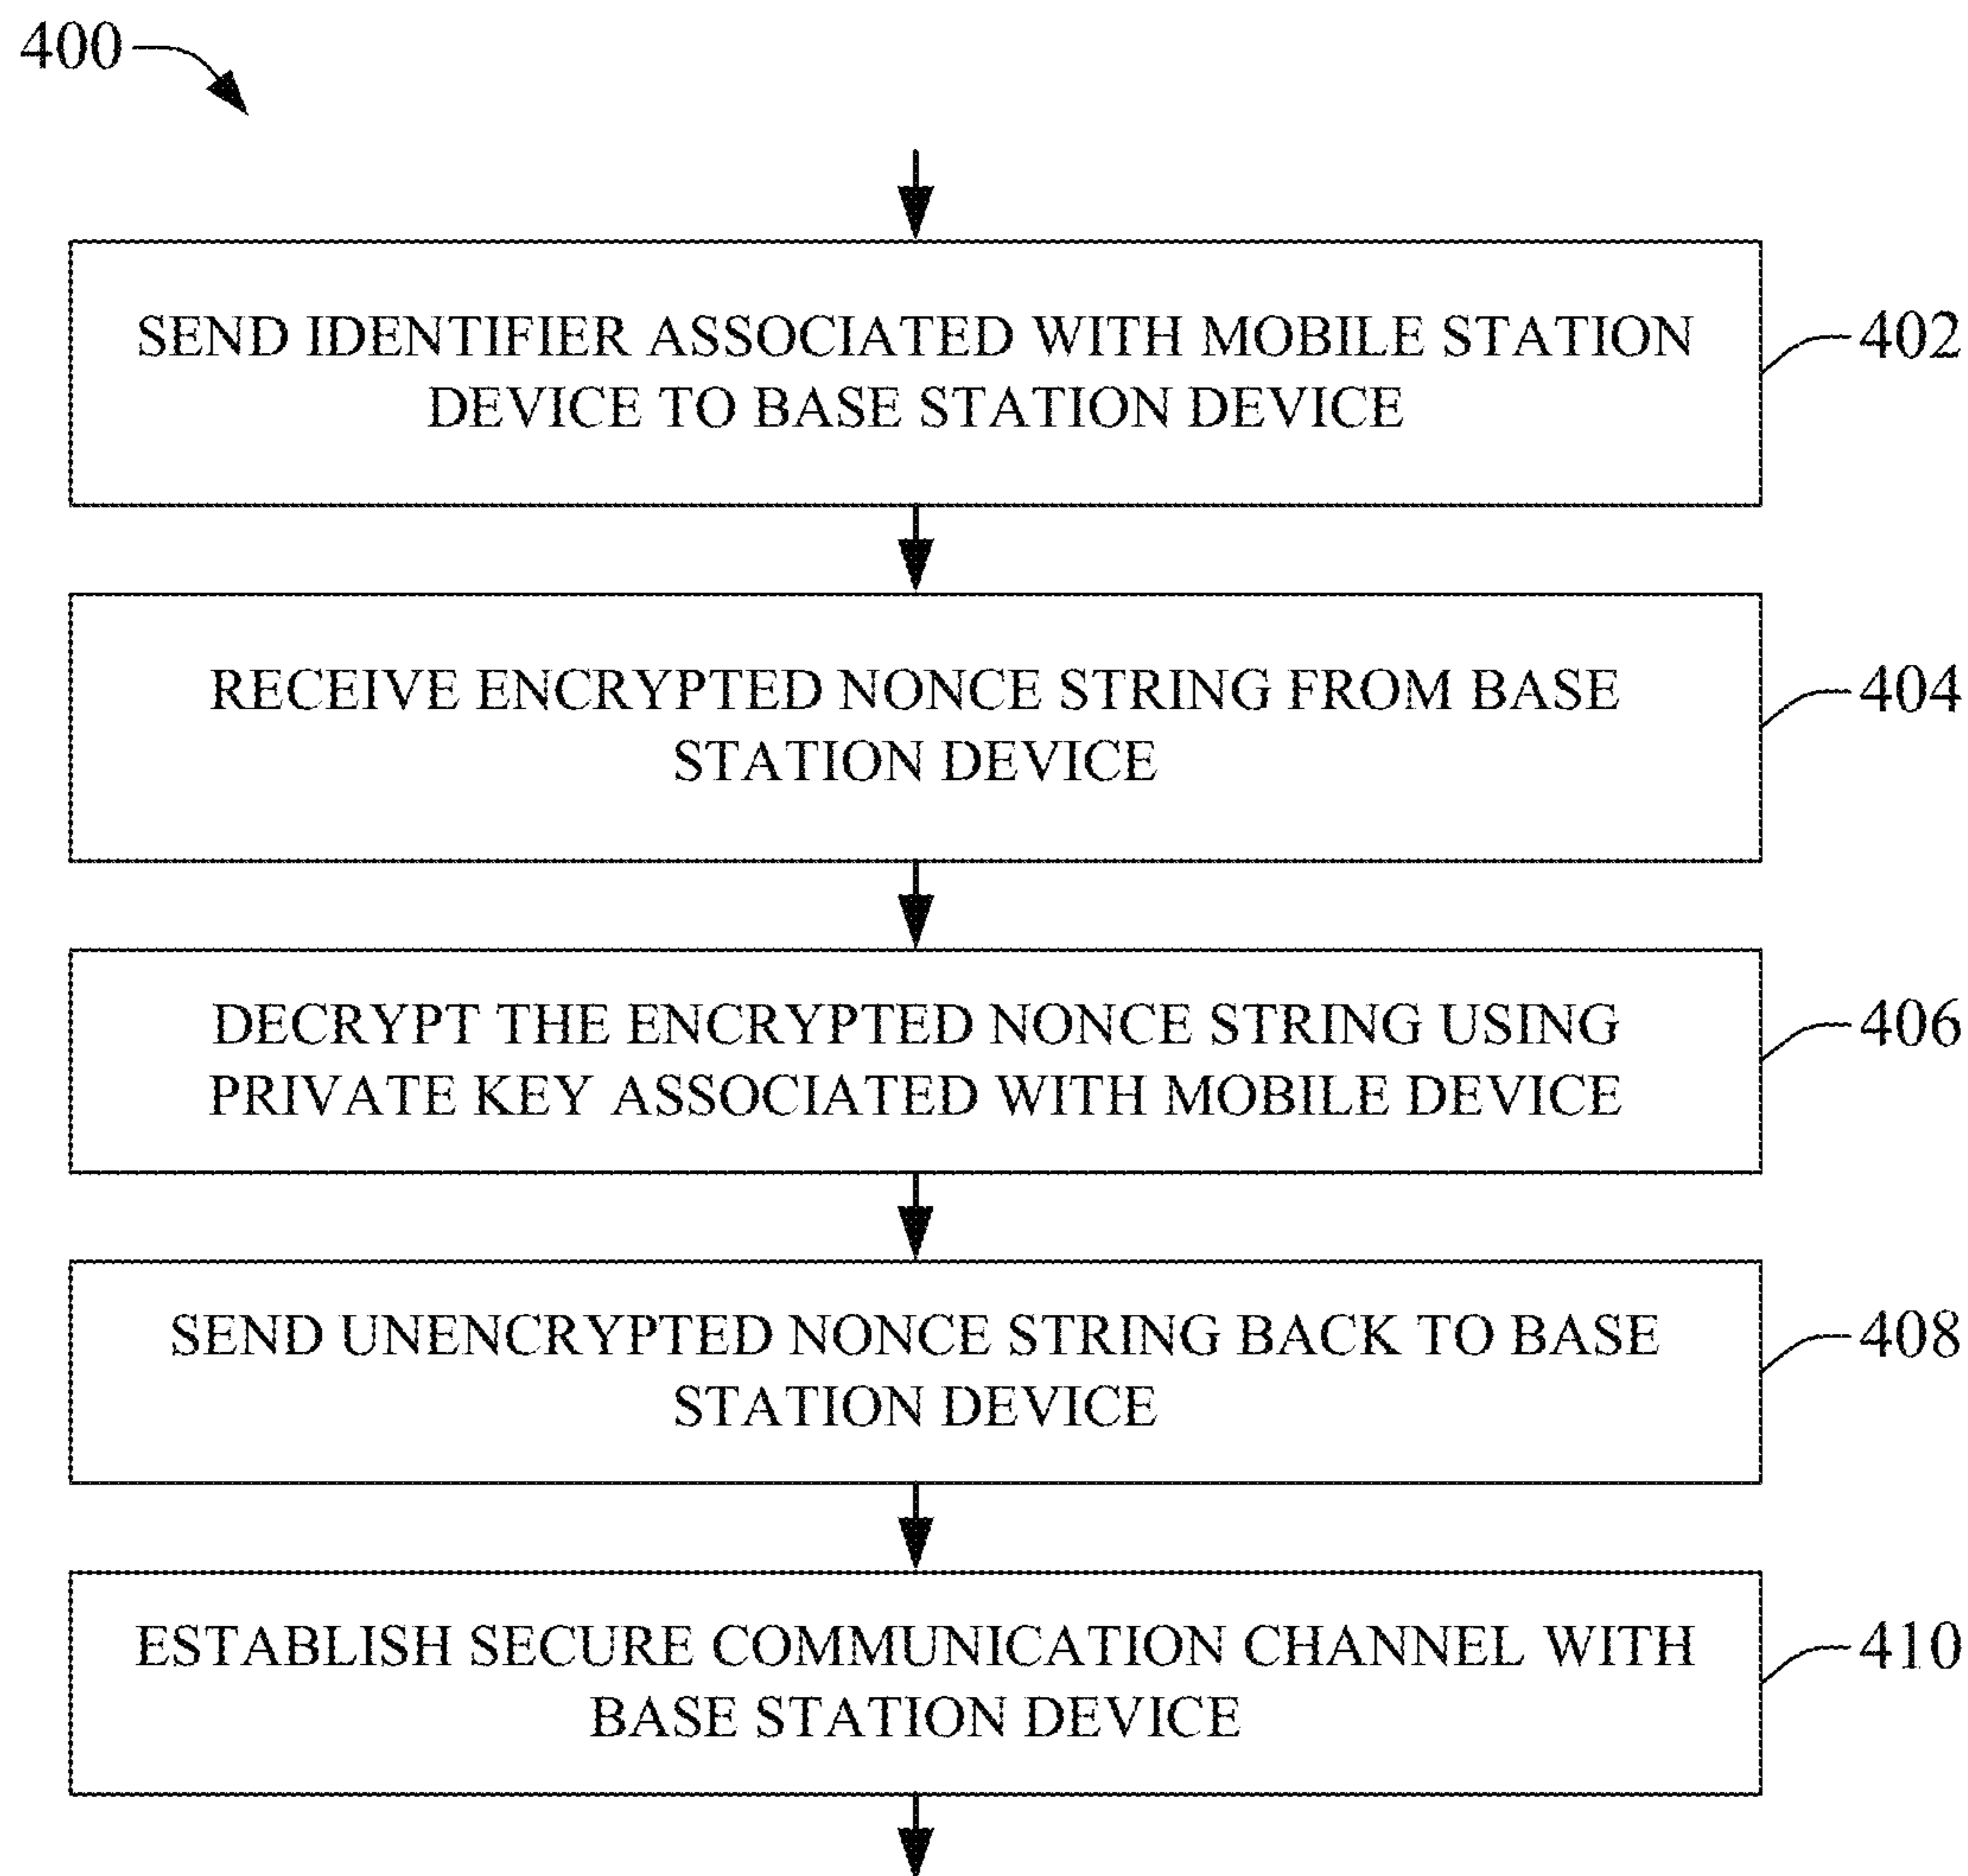 400
SEND IDENTIFIER ASSOCIATED WITH MOBILE STATION
DEVICE TO BASE STATION DEVICE
402
RECEIVE ENCRYPTED NONCE STRING FROM BASE
STATION DEVICE
404
DECRYPT THE ENCRYPTED NONCE STRING USING
PRIVATE KEY ASSOCIATED WITH MOBILE DEVICE
406
SEND UNENCRYPTED NONCE STRING BACK TO BASE
STATION DEVICE
408
ESTABLISH SECURE COMMUNICATION CHANNEL WITH
BASE STATION DEVICE
410